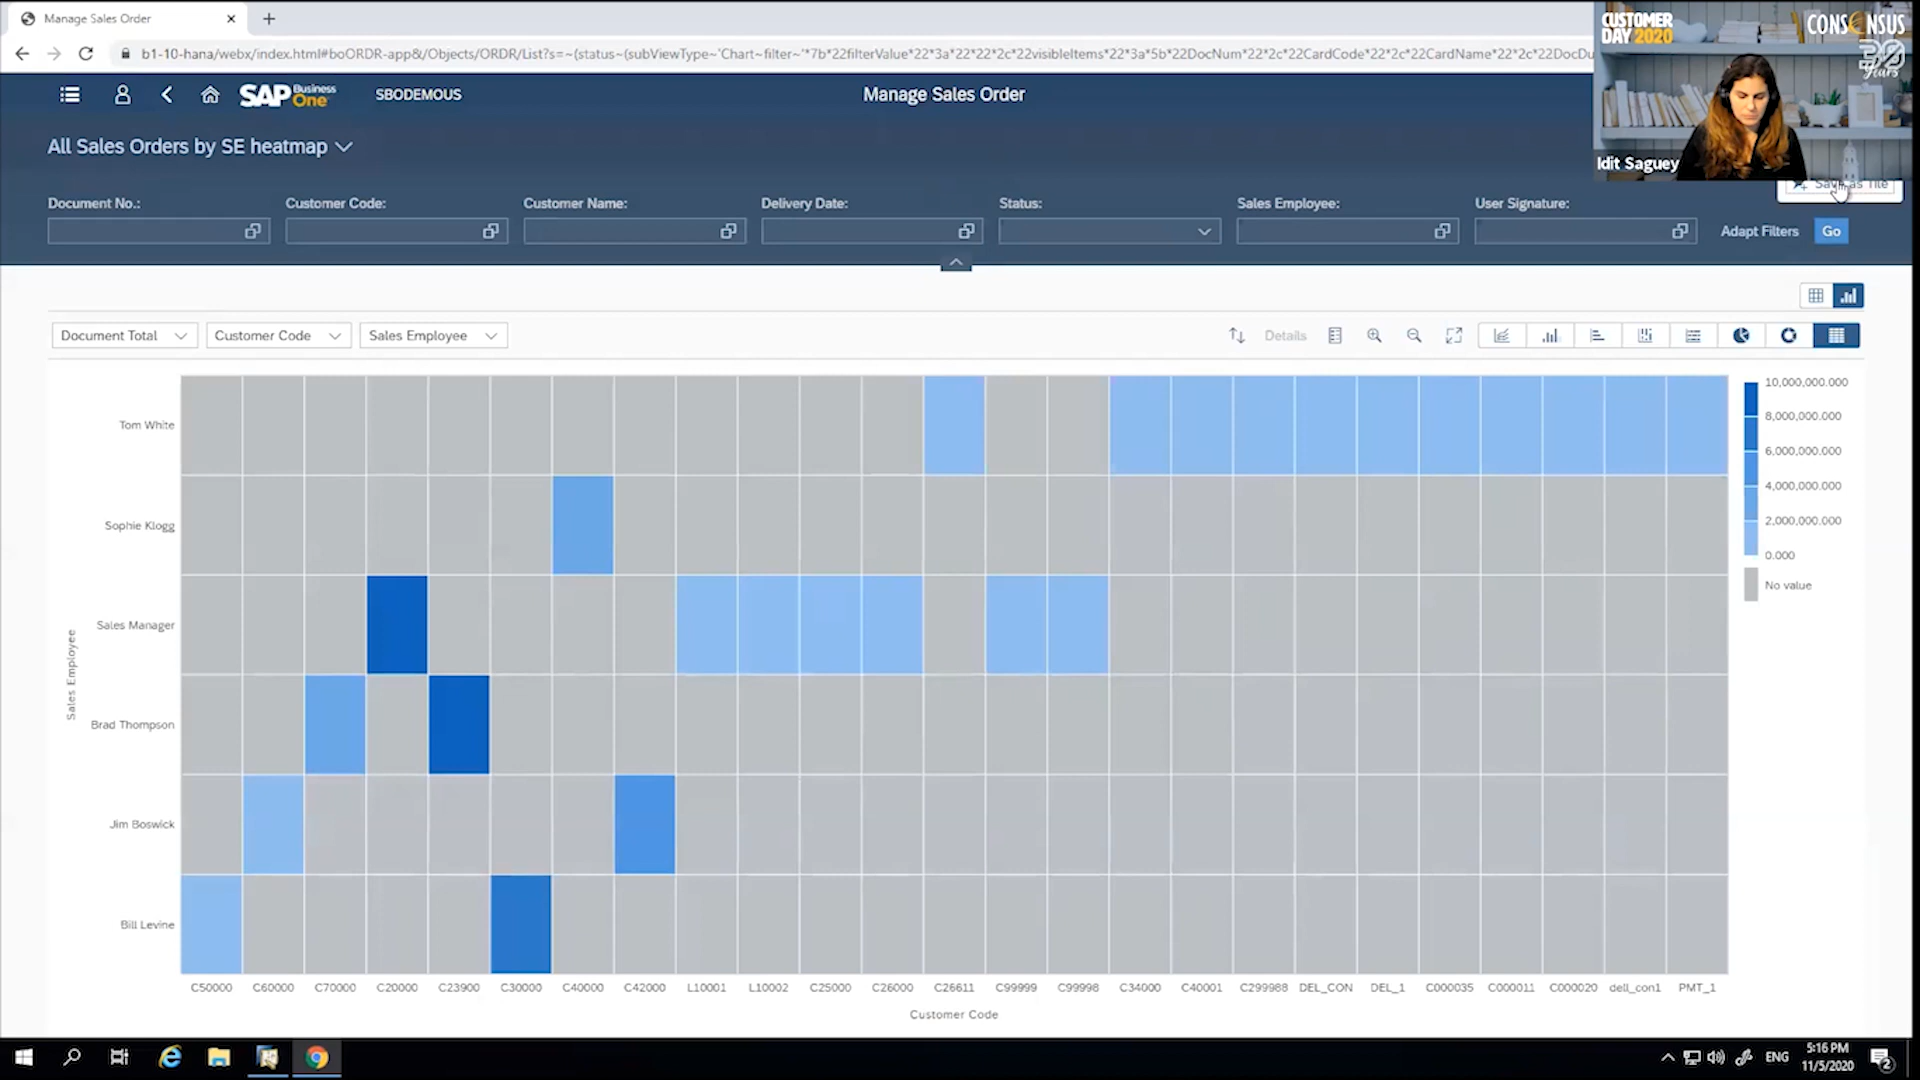 Manage Sales Order
b1-10-hana/webx/index.html#boORDR-app&/Objects/ORDR/List?s=~(status~(subViewType~'Chart~filter~'*7b*22filterValue*22*3a*22*22*2c*22visibleItems*22*3a*5b*22DocNum*22*2c*22CardCode*22*2c*22CardName*22*2c*22DocDu
CUSTOMER DAY 2020
CONSENSUS
30 Years
Idit Saguey
SAP Business One
SBODEMOUS
Manage Sales Order
All Sales Orders by SE heatmap
Save as Tile
Document No.:
Customer Code:
Customer Name:
Delivery Date:
Status:
Sales Employee:
User Signature:
Adapt Filters
Go
Document Total
Customer Code
Sales Employee
Details
Sales Employee
Tom White
Sophie Klogg
Sales Manager
Brad Thompson
Jim Boswick
Bill Levine
10,000,000.000
8,000,000.000
6,000,000.000
4,000,000.000
2,000,000.000
0.000
No value
C50000 C60000 C70000 C20000 C23900 C30000 C40000 C42000 L10001 L10002 C25000 C26000 C26611 C99999 C99998 C34000 C40001 C299988 DEL_CON DEL_1 C000035 C000011 C000020 dell_con1 PMT_1
Customer Code
ENG
5:16 PM
11/5/2020
2